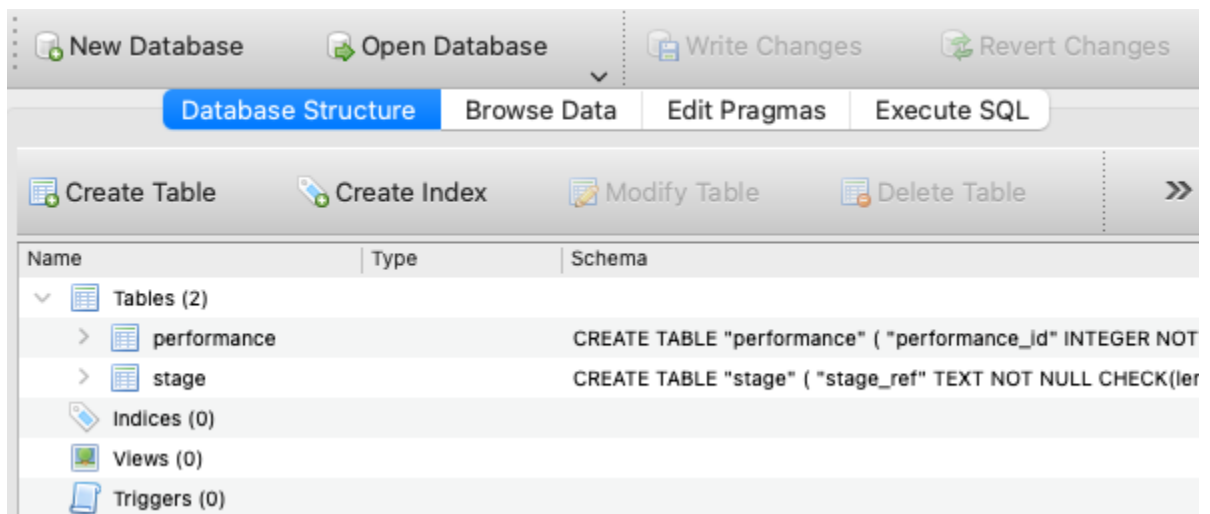 New Database Open Database Write Changes Revert Changes
Database Structure Browse Data Edit Pragmas Execute SQL
Create Table Create Index Modify Table Delete Table »
Name Type Schema
Tables (2)
performance CREATE TABLE "performance" ( "performance_id" INTEGER NOT
stage CREATE TABLE "stage" ( "stage_ref" TEXT NOT NULL CHECK(len
Indices (0)
Views (0)
Triggers (0)